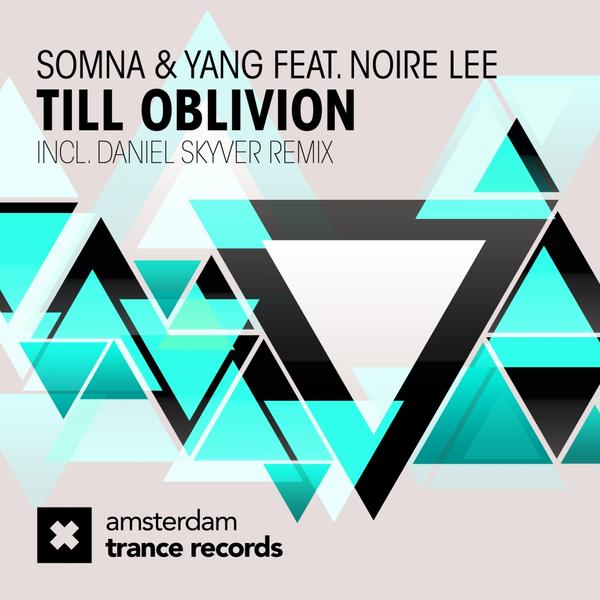 SOMNA & YANG FEAT. NOIRE LEE
TILL OBLIVION
INCL. DANIEL SKYVER REMIX
amsterdam
trance records